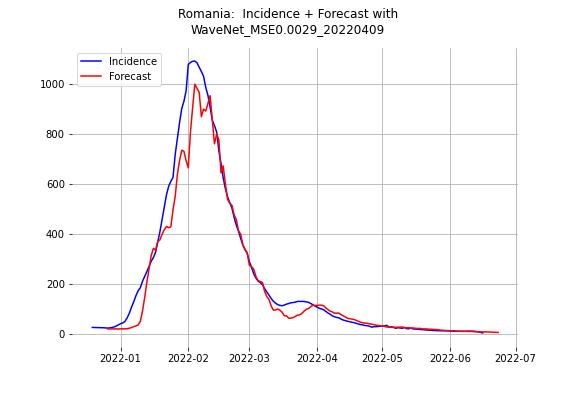 Romania:  Incidence + Forecast with
WaveNet_MSE0.0029_20220409
Incidence
Forecast
1000
800
600
400
200
0
2022-01 2022-02 2022-03 2022-04 2022-05 2022-06 2022-07